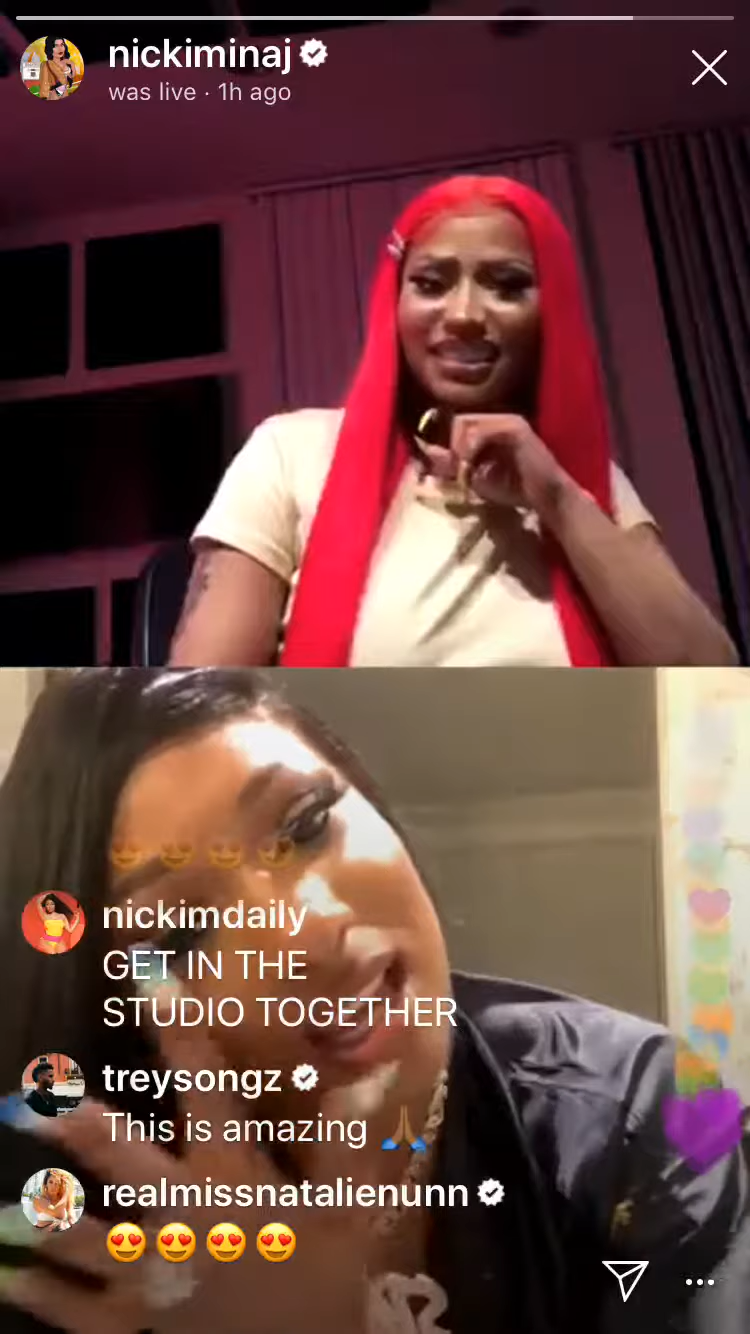 nickiminaj
was live · 1h ago
nickimdaily
GET IN THE
STUDIO TOGETHER
treysongz
This is amazing 🙏
realmissnatalienunn
😍😍😍😍